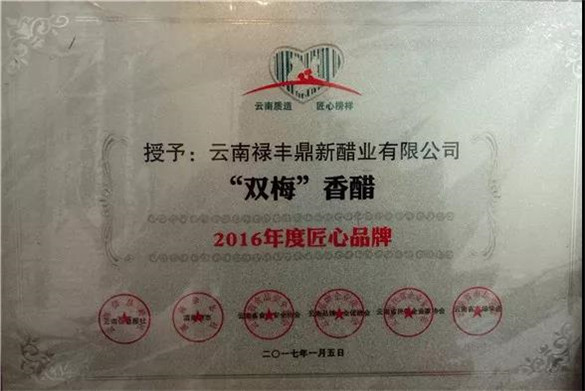 云南质造 匠心榜样
授予：云南禄丰鼎新醋业有限公司
“双梅”香醋
2016年度匠心品牌
二〇一七年一月五日